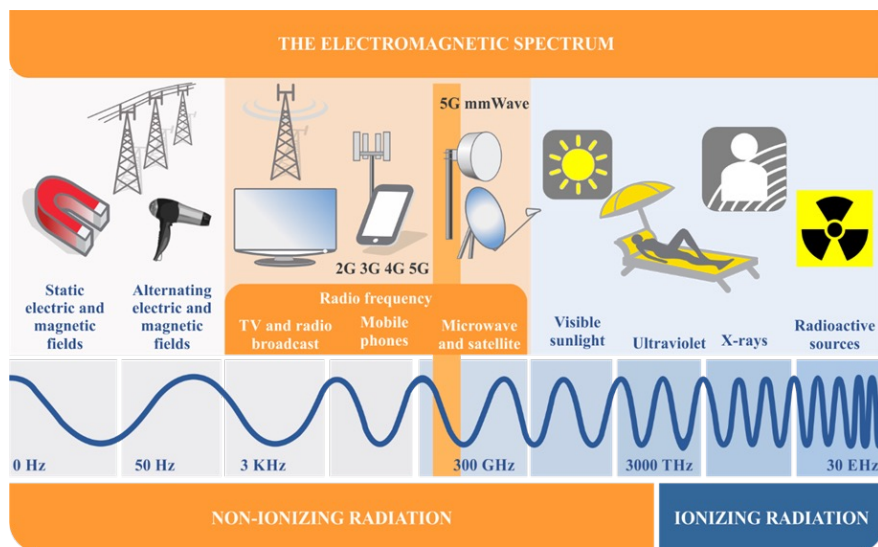 THE ELECTROMAGNETIC SPECTRUM
5G mmWave
2G 3G 4G 5G
Static
electric and
magnetic
fields
Alternating
electric and
magnetic
fields
Radio frequency
TV and radio
broadcast
Mobile
phones
Microwave
and satellite
Visible
sunlight
Ultraviolet
X-rays
Radioactive
sources
0 Hz
50 Hz
3 KHz
300 GHz
3000 THz
30 EHz
NON-IONIZING RADIATION
IONIZING RADIATION